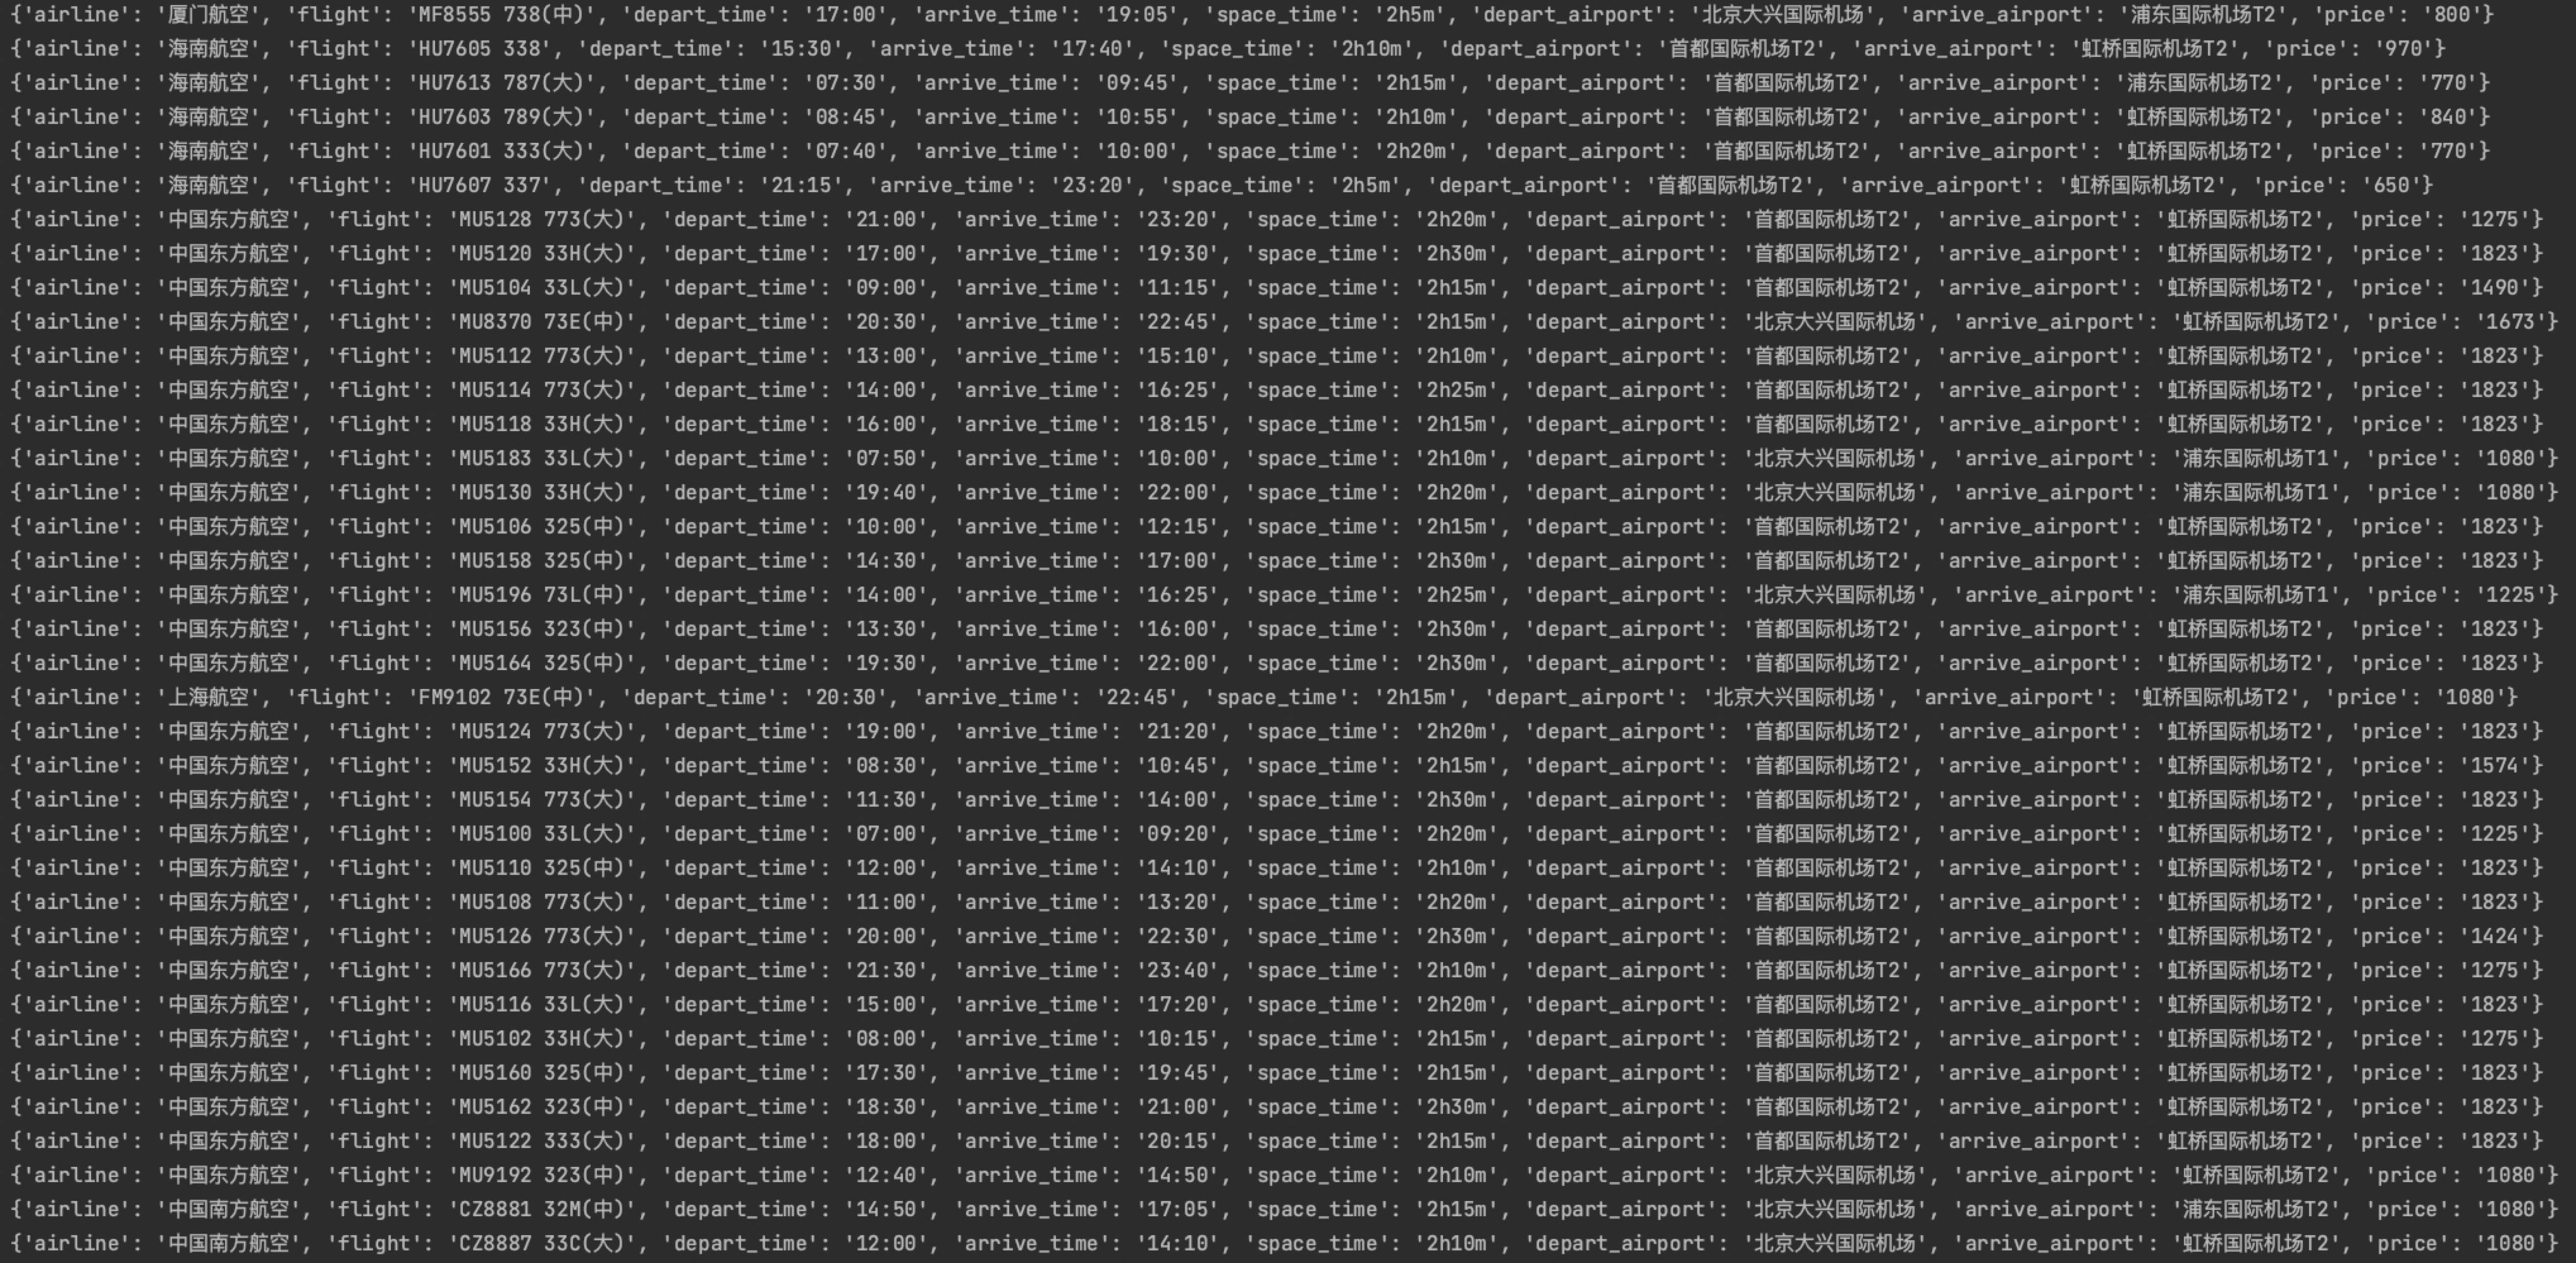 {'airline': '厦门航空', 'flight': 'MF8555 738(中)', 'depart_time': '17:00', 'arrive_time': '19:05', 'space_time': '2h5m', 'depart_airport': '北京大兴国际机场', 'arrive_airport': '浦东国际机场T2', 'price': '800'}
{'airline': '海南航空', 'flight': 'HU7605 338', 'depart_time': '15:30', 'arrive_time': '17:40', 'space_time': '2h10m', 'depart_airport': '首都国际机场T2', 'arrive_airport': '虹桥国际机场T2', 'price': '970'}
{'airline': '海南航空', 'flight': 'HU7613 787(大)', 'depart_time': '07:30', 'arrive_time': '09:45', 'space_time': '2h15m', 'depart_airport': '首都国际机场T2', 'arrive_airport': '浦东国际机场T2', 'price': '770'}
{'airline': '海南航空', 'flight': 'HU7603 789(大)', 'depart_time': '08:45', 'arrive_time': '10:55', 'space_time': '2h10m', 'depart_airport': '首都国际机场T2', 'arrive_airport': '虹桥国际机场T2', 'price': '840'}
{'airline': '海南航空', 'flight': 'HU7601 333(大)', 'depart_time': '07:40', 'arrive_time': '10:00', 'space_time': '2h20m', 'depart_airport': '首都国际机场T2', 'arrive_airport': '虹桥国际机场T2', 'price': '770'}
{'airline': '海南航空', 'flight': 'HU7607 337', 'depart_time': '21:15', 'arrive_time': '23:20', 'space_time': '2h5m', 'depart_airport': '首都国际机场T2', 'arrive_airport': '虹桥国际机场T2', 'price': '650'}
{'airline': '中国东方航空', 'flight': 'MU5128 773(大)', 'depart_time': '21:00', 'arrive_time': '23:20', 'space_time': '2h20m', 'depart_airport': '首都国际机场T2', 'arrive_airport': '虹桥国际机场T2', 'price': '1275'}
{'airline': '中国东方航空', 'flight': 'MU5120 33H(大)', 'depart_time': '17:00', 'arrive_time': '19:30', 'space_time': '2h30m', 'depart_airport': '首都国际机场T2', 'arrive_airport': '虹桥国际机场T2', 'price': '1823'}
{'airline': '中国东方航空', 'flight': 'MU5104 33L(大)', 'depart_time': '09:00', 'arrive_time': '11:15', 'space_time': '2h15m', 'depart_airport': '首都国际机场T2', 'arrive_airport': '虹桥国际机场T2', 'price': '1490'}
{'airline': '中国东方航空', 'flight': 'MU8370 73E(中)', 'depart_time': '20:30', 'arrive_time': '22:45', 'space_time': '2h15m', 'depart_airport': '北京大兴国际机场', 'arrive_airport': '虹桥国际机场T2', 'price': '1673'}
{'airline': '中国东方航空', 'flight': 'MU5112 773(大)', 'depart_time': '13:00', 'arrive_time': '15:10', 'space_time': '2h10m', 'depart_airport': '首都国际机场T2', 'arrive_airport': '虹桥国际机场T2', 'price': '1823'}
{'airline': '中国东方航空', 'flight': 'MU5114 773(大)', 'depart_time': '14:00', 'arrive_time': '16:25', 'space_time': '2h25m', 'depart_airport': '首都国际机场T2', 'arrive_airport': '虹桥国际机场T2', 'price': '1823'}
{'airline': '中国东方航空', 'flight': 'MU5118 33H(大)', 'depart_time': '16:00', 'arrive_time': '18:15', 'space_time': '2h15m', 'depart_airport': '首都国际机场T2', 'arrive_airport': '虹桥国际机场T2', 'price': '1823'}
{'airline': '中国东方航空', 'flight': 'MU5183 33L(大)', 'depart_time': '07:50', 'arrive_time': '10:00', 'space_time': '2h10m', 'depart_airport': '北京大兴国际机场', 'arrive_airport': '浦东国际机场T1', 'price': '1080'}
{'airline': '中国东方航空', 'flight': 'MU5130 33H(大)', 'depart_time': '19:40', 'arrive_time': '22:00', 'space_time': '2h20m', 'depart_airport': '北京大兴国际机场', 'arrive_airport': '浦东国际机场T1', 'price': '1080'}
{'airline': '中国东方航空', 'flight': 'MU5106 325(中)', 'depart_time': '10:00', 'arrive_time': '12:15', 'space_time': '2h15m', 'depart_airport': '首都国际机场T2', 'arrive_airport': '虹桥国际机场T2', 'price': '1823'}
{'airline': '中国东方航空', 'flight': 'MU5158 325(中)', 'depart_time': '14:30', 'arrive_time': '17:00', 'space_time': '2h30m', 'depart_airport': '首都国际机场T2', 'arrive_airport': '虹桥国际机场T2', 'price': '1823'}
{'airline': '中国东方航空', 'flight': 'MU5196 73L(中)', 'depart_time': '14:00', 'arrive_time': '16:25', 'space_time': '2h25m', 'depart_airport': '北京大兴国际机场', 'arrive_airport': '浦东国际机场T1', 'price': '1225'}
{'airline': '中国东方航空', 'flight': 'MU5156 323(中)', 'depart_time': '13:30', 'arrive_time': '16:00', 'space_time': '2h30m', 'depart_airport': '首都国际机场T2', 'arrive_airport': '虹桥国际机场T2', 'price': '1823'}
{'airline': '中国东方航空', 'flight': 'MU5164 325(中)', 'depart_time': '19:30', 'arrive_time': '22:00', 'space_time': '2h30m', 'depart_airport': '首都国际机场T2', 'arrive_airport': '虹桥国际机场T2', 'price': '1823'}
{'airline': '上海航空', 'flight': 'FM9102 73E(中)', 'depart_time': '20:30', 'arrive_time': '22:45', 'space_time': '2h15m', 'depart_airport': '北京大兴国际机场', 'arrive_airport': '虹桥国际机场T2', 'price': '1080'}
{'airline': '中国东方航空', 'flight': 'MU5124 773(大)', 'depart_time': '19:00', 'arrive_time': '21:20', 'space_time': '2h20m', 'depart_airport': '首都国际机场T2', 'arrive_airport': '虹桥国际机场T2', 'price': '1823'}
{'airline': '中国东方航空', 'flight': 'MU5152 33H(大)', 'depart_time': '08:30', 'arrive_time': '10:45', 'space_time': '2h15m', 'depart_airport': '首都国际机场T2', 'arrive_airport': '虹桥国际机场T2', 'price': '1574'}
{'airline': '中国东方航空', 'flight': 'MU5154 773(大)', 'depart_time': '11:30', 'arrive_time': '14:00', 'space_time': '2h30m', 'depart_airport': '首都国际机场T2', 'arrive_airport': '虹桥国际机场T2', 'price': '1823'}
{'airline': '中国东方航空', 'flight': 'MU5100 33L(大)', 'depart_time': '07:00', 'arrive_time': '09:20', 'space_time': '2h20m', 'depart_airport': '首都国际机场T2', 'arrive_airport': '虹桥国际机场T2', 'price': '1225'}
{'airline': '中国东方航空', 'flight': 'MU5110 325(中)', 'depart_time': '12:00', 'arrive_time': '14:10', 'space_time': '2h10m', 'depart_airport': '首都国际机场T2', 'arrive_airport': '虹桥国际机场T2', 'price': '1823'}
{'airline': '中国东方航空', 'flight': 'MU5108 773(大)', 'depart_time': '11:00', 'arrive_time': '13:20', 'space_time': '2h20m', 'depart_airport': '首都国际机场T2', 'arrive_airport': '虹桥国际机场T2', 'price': '1823'}
{'airline': '中国东方航空', 'flight': 'MU5126 773(大)', 'depart_time': '20:00', 'arrive_time': '22:30', 'space_time': '2h30m', 'depart_airport': '首都国际机场T2', 'arrive_airport': '虹桥国际机场T2', 'price': '1424'}
{'airline': '中国东方航空', 'flight': 'MU5166 773(大)', 'depart_time': '21:30', 'arrive_time': '23:40', 'space_time': '2h10m', 'depart_airport': '首都国际机场T2', 'arrive_airport': '虹桥国际机场T2', 'price': '1275'}
{'airline': '中国东方航空', 'flight': 'MU5116 33L(大)', 'depart_time': '15:00', 'arrive_time': '17:20', 'space_time': '2h20m', 'depart_airport': '首都国际机场T2', 'arrive_airport': '虹桥国际机场T2', 'price': '1823'}
{'airline': '中国东方航空', 'flight': 'MU5102 33H(大)', 'depart_time': '08:00', 'arrive_time': '10:15', 'space_time': '2h15m', 'depart_airport': '首都国际机场T2', 'arrive_airport': '虹桥国际机场T2', 'price': '1275'}
{'airline': '中国东方航空', 'flight': 'MU5160 325(中)', 'depart_time': '17:30', 'arrive_time': '19:45', 'space_time': '2h15m', 'depart_airport': '首都国际机场T2', 'arrive_airport': '虹桥国际机场T2', 'price': '1823'}
{'airline': '中国东方航空', 'flight': 'MU5162 323(中)', 'depart_time': '18:30', 'arrive_time': '21:00', 'space_time': '2h30m', 'depart_airport': '首都国际机场T2', 'arrive_airport': '虹桥国际机场T2', 'price': '1823'}
{'airline': '中国东方航空', 'flight': 'MU5122 333(大)', 'depart_time': '18:00', 'arrive_time': '20:15', 'space_time': '2h15m', 'depart_airport': '首都国际机场T2', 'arrive_airport': '虹桥国际机场T2', 'price': '1823'}
{'airline': '中国东方航空', 'flight': 'MU9192 323(中)', 'depart_time': '12:40', 'arrive_time': '14:50', 'space_time': '2h10m', 'depart_airport': '北京大兴国际机场', 'arrive_airport': '虹桥国际机场T2', 'price': '1080'}
{'airline': '中国南方航空', 'flight': 'CZ8881 32M(中)', 'depart_time': '14:50', 'arrive_time': '17:05', 'space_time': '2h15m', 'depart_airport': '北京大兴国际机场', 'arrive_airport': '浦东国际机场T2', 'price': '1080'}
{'airline': '中国南方航空', 'flight': 'CZ8887 33C(大)', 'depart_time': '12:00', 'arrive_time': '14:10', 'space_time': '2h10m', 'depart_airport': '北京大兴国际机场', 'arrive_airport': '虹桥国际机场T2', 'price': '1080'}